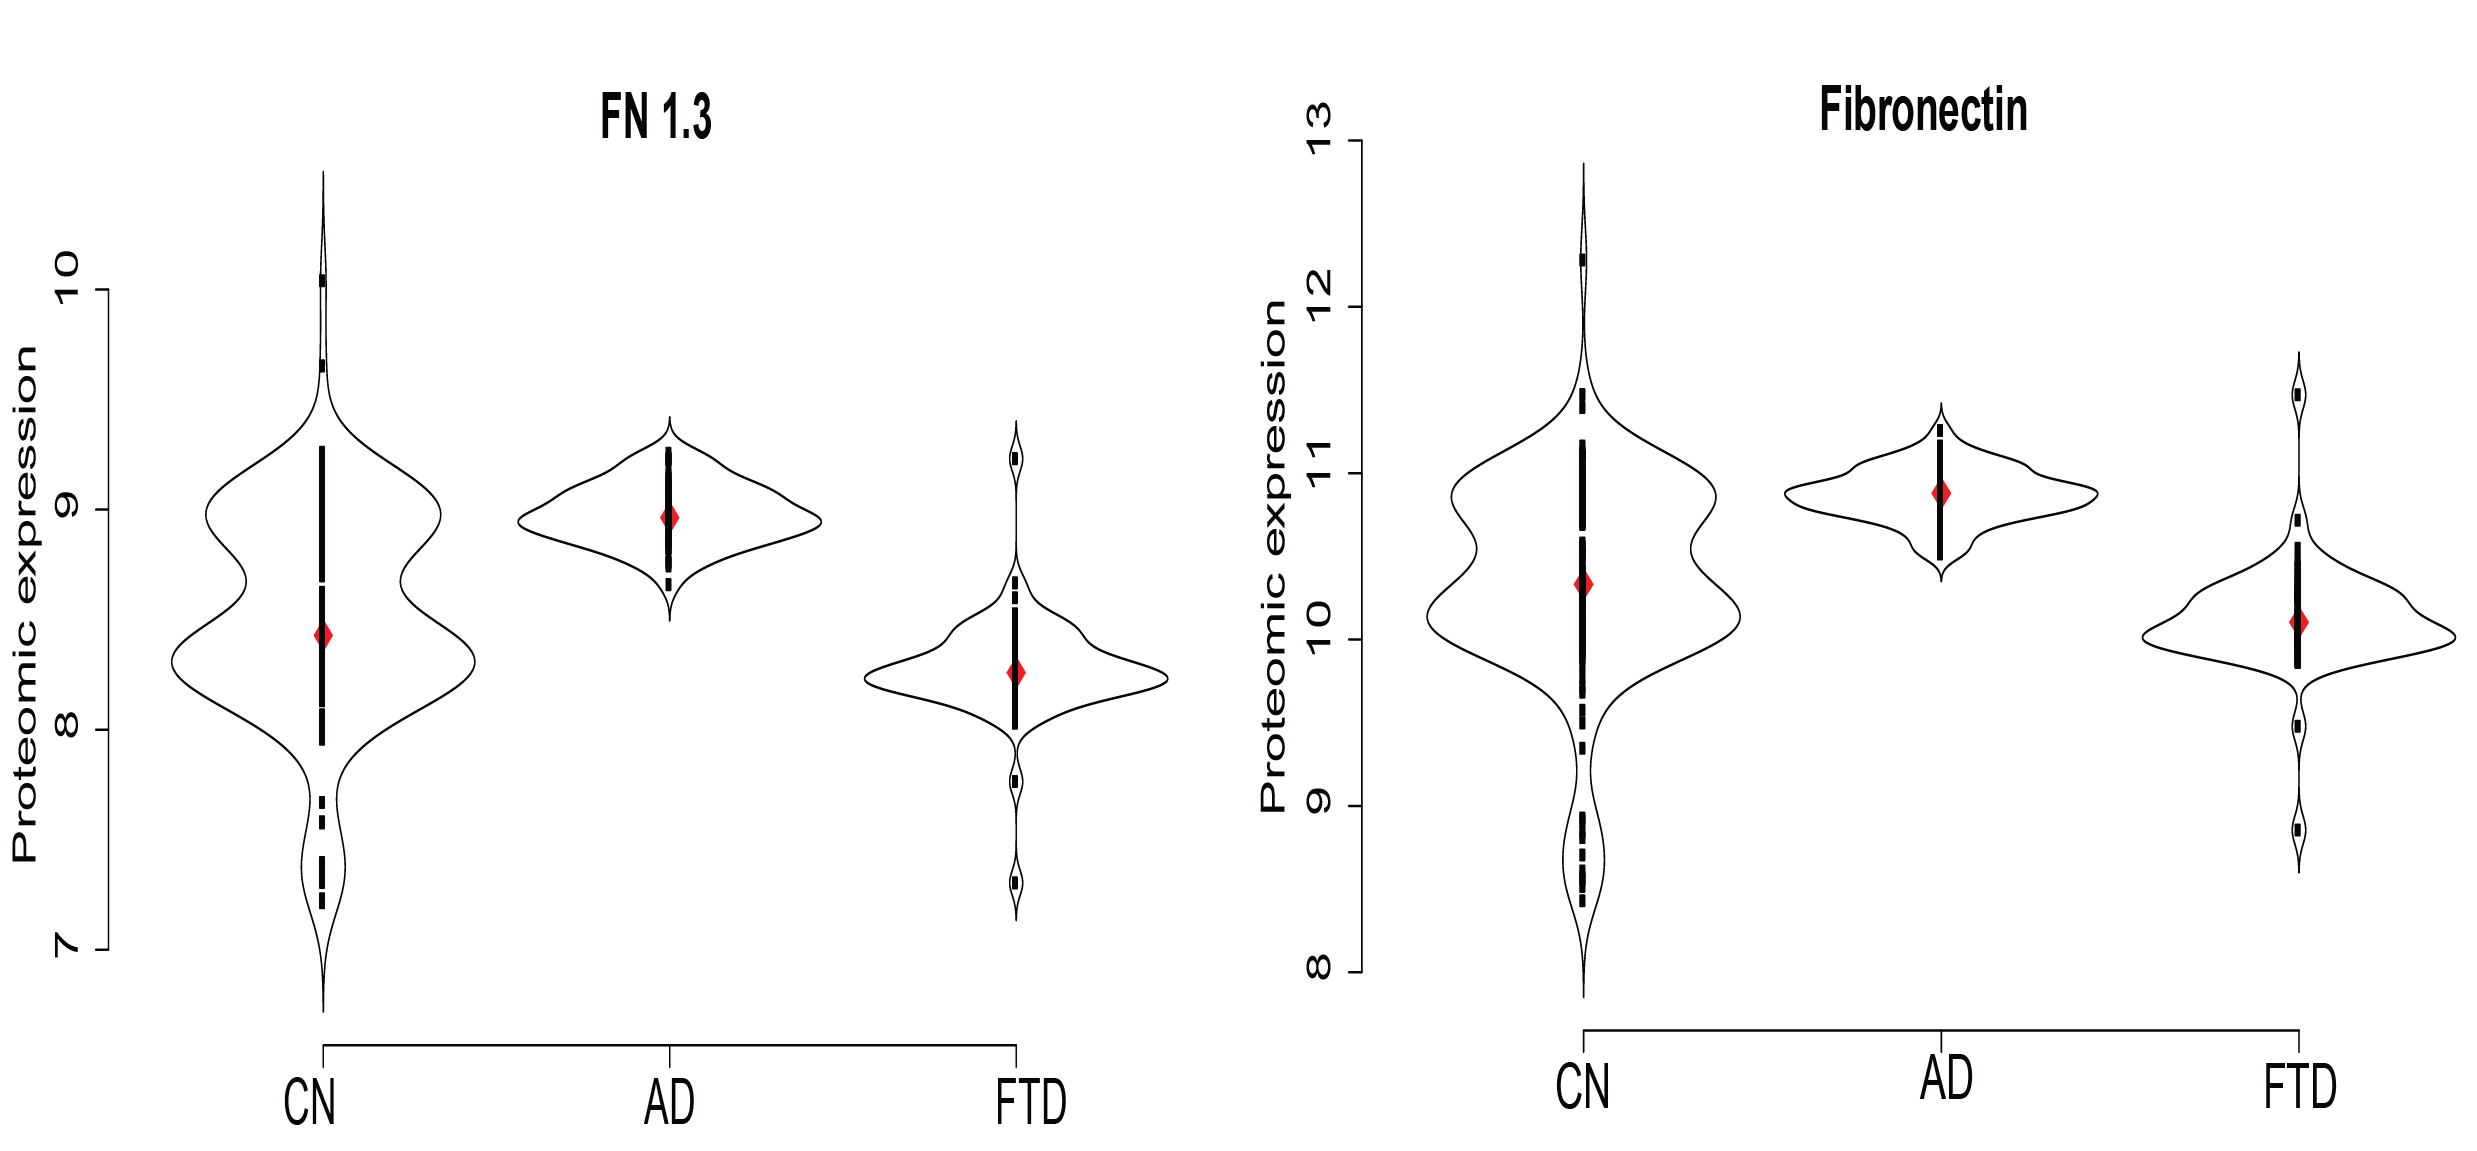 FN 1.3
Proteomic expression
10
9
8
7
CN
AD
FTD
Fibronectin
Proteomic expression
13
12
11
10
9
8
CN
AD
FTD